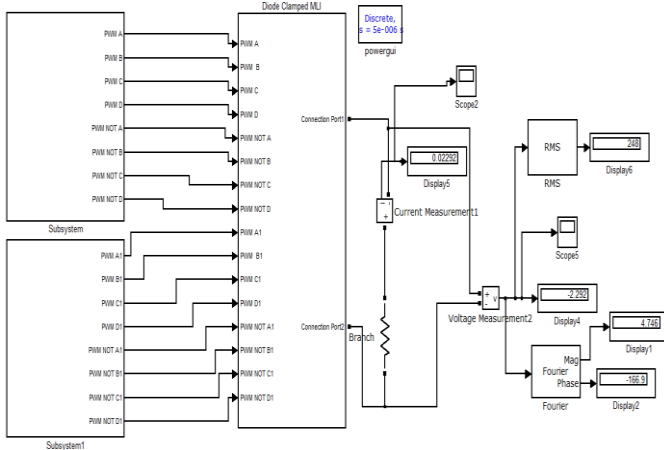 Diode Clamped MLI
PWM A
PWM B
PWM C
PWM D
PWM NOT A
PWM NOT B
PWM NOT C
PWM NOT D
Subsystem
PWM A1
PWM B1
PWM C1
PWM D1
PWM NOT A1
PWM NOT B1
PWM NOT C1
PWM NOT D1
Subsystem1
PWM A
PWM B
PWM C
PWM D
PWM NOT A
PWM NOT B
PWM NOT C
PWM NOT D
PWM A1
PWM B1
PWM C1
PWM D1
PWM NOT A1
PWM NOT B1
PWM NOT C1
PWM NOT D1
Connection Port1
Connection Port2
Discrete,
s = 5e-006 s
powergui
Scope2
0.02292
Display5
Current Measurement1
Branch
RMS
RMS
248
Display6
Scope5
v
Voltage Measurement2
-2.292
Display4
4.746
Display1
Mag
Fourier
Phase
Fourier
-166.9
Display2